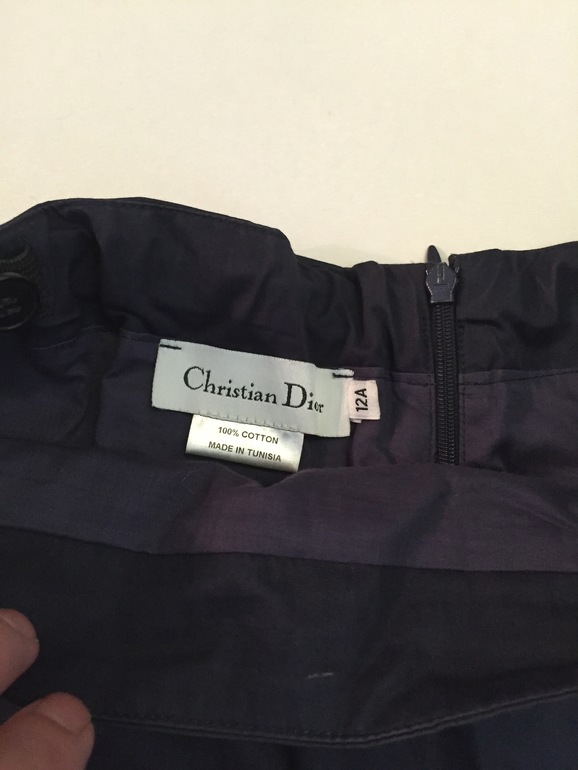 Christian Dior
12A
100% COTTON
MADE IN TUNISIA